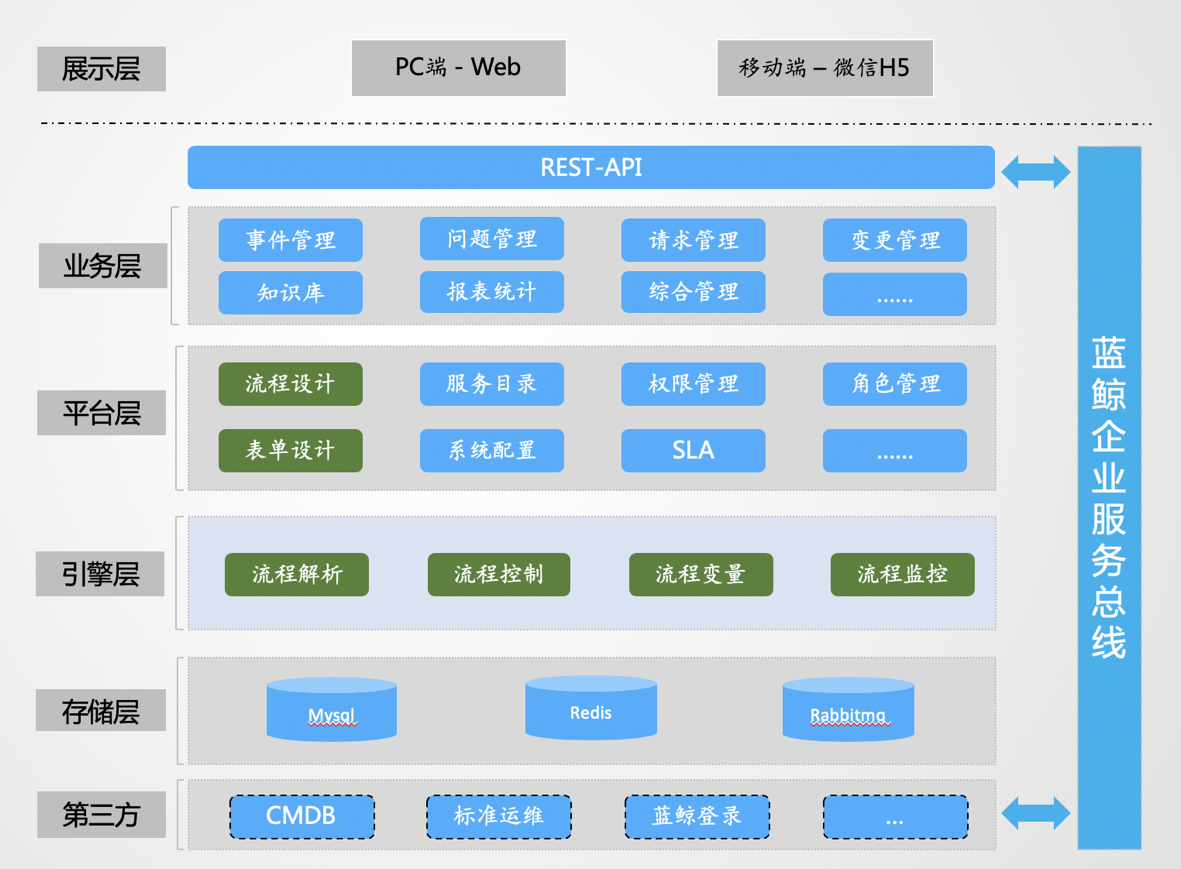 展示层
PC端 - Web
移动端 – 微信H5
REST-API
业务层
事件管理
问题管理
请求管理
变更管理
知识库
报表统计
综合管理
......
平台层
流程设计
服务目录
权限管理
角色管理
表单设计
系统配置
SLA
......
引擎层
流程解析
流程控制
流程变量
流程监控
存储层
Mysql
Redis
Rabbitmq
第三方
CMDB
标准运维
蓝鲸登录
...
蓝鲸企业服务总线